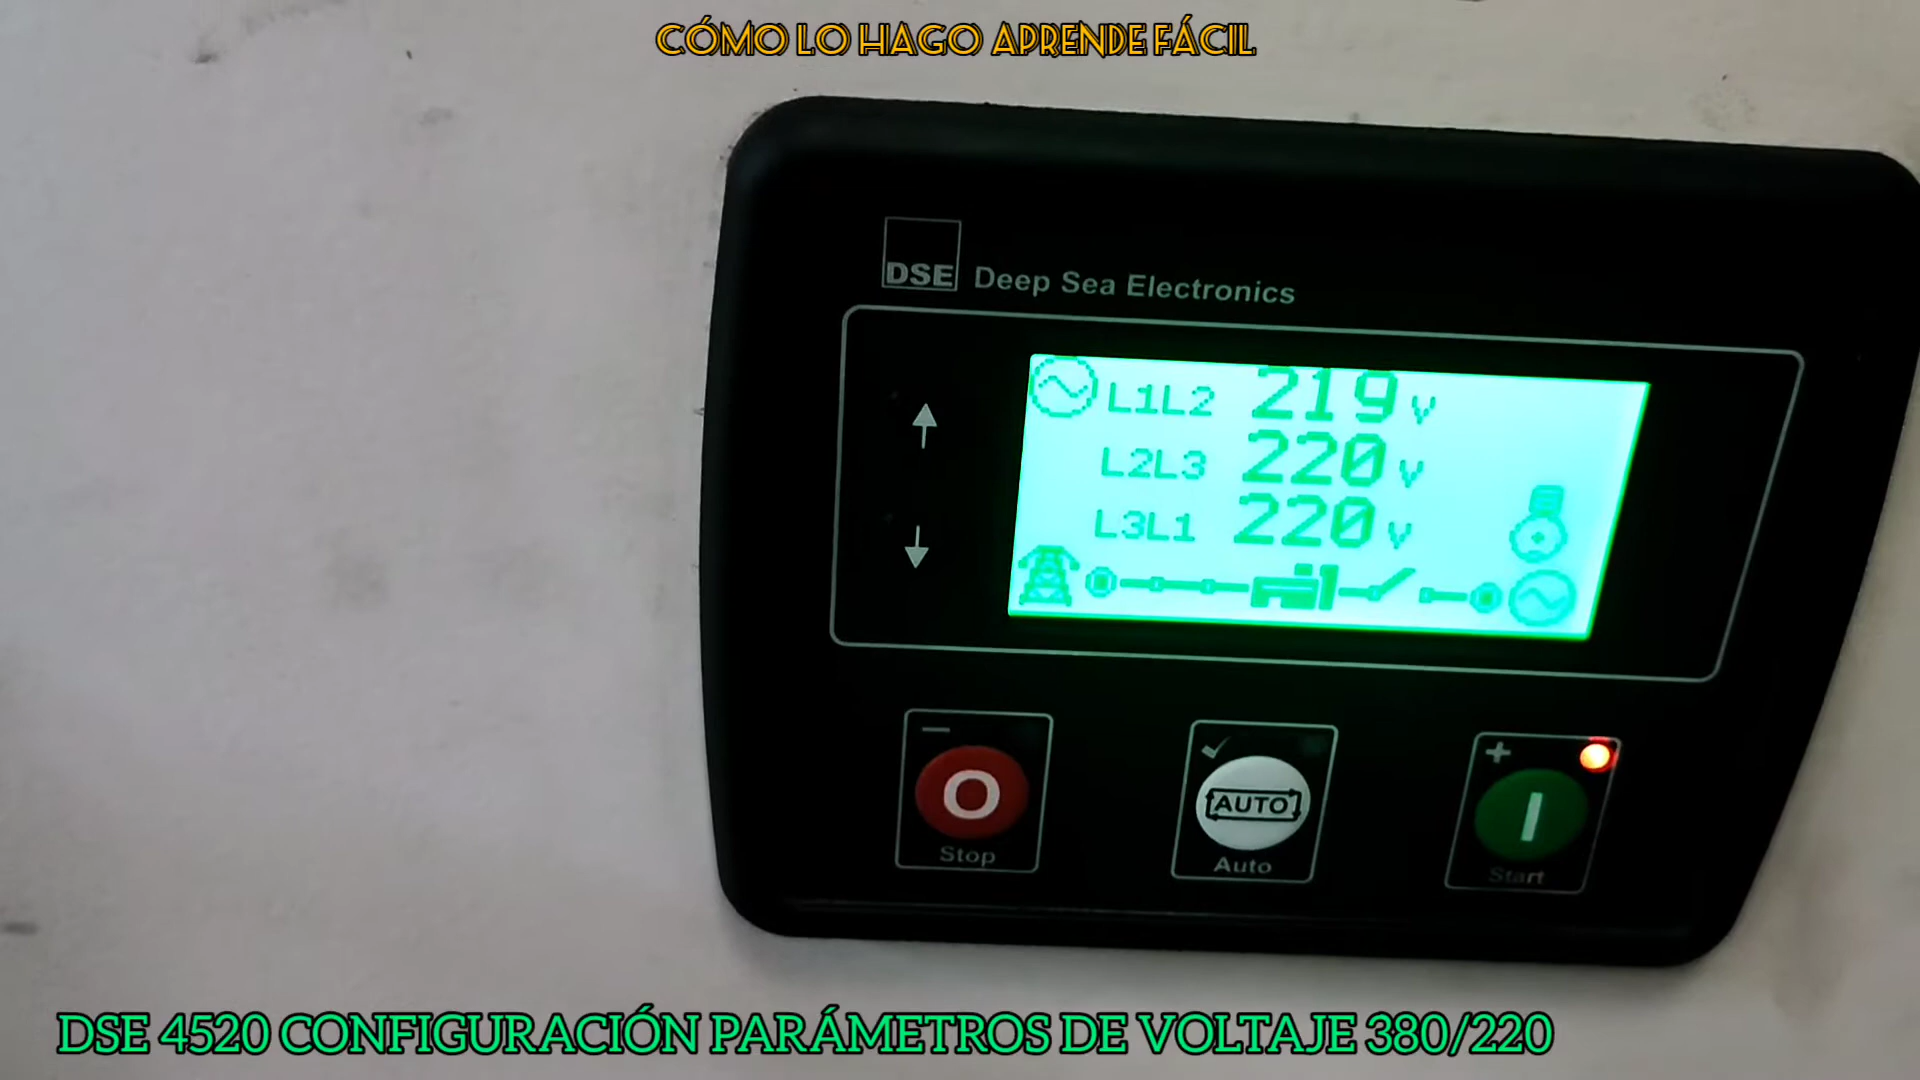 CÓMO LO HAGO APRENDE FÁCIL
DSE Deep Sea Electronics
L1L2 219 V
L2L3 220 V
L3L1 220 V
Stop
AUTO
Auto
Start
DSE 4520 CONFIGURACIÓN PARÁMETROS DE VOLTAJE 380/220